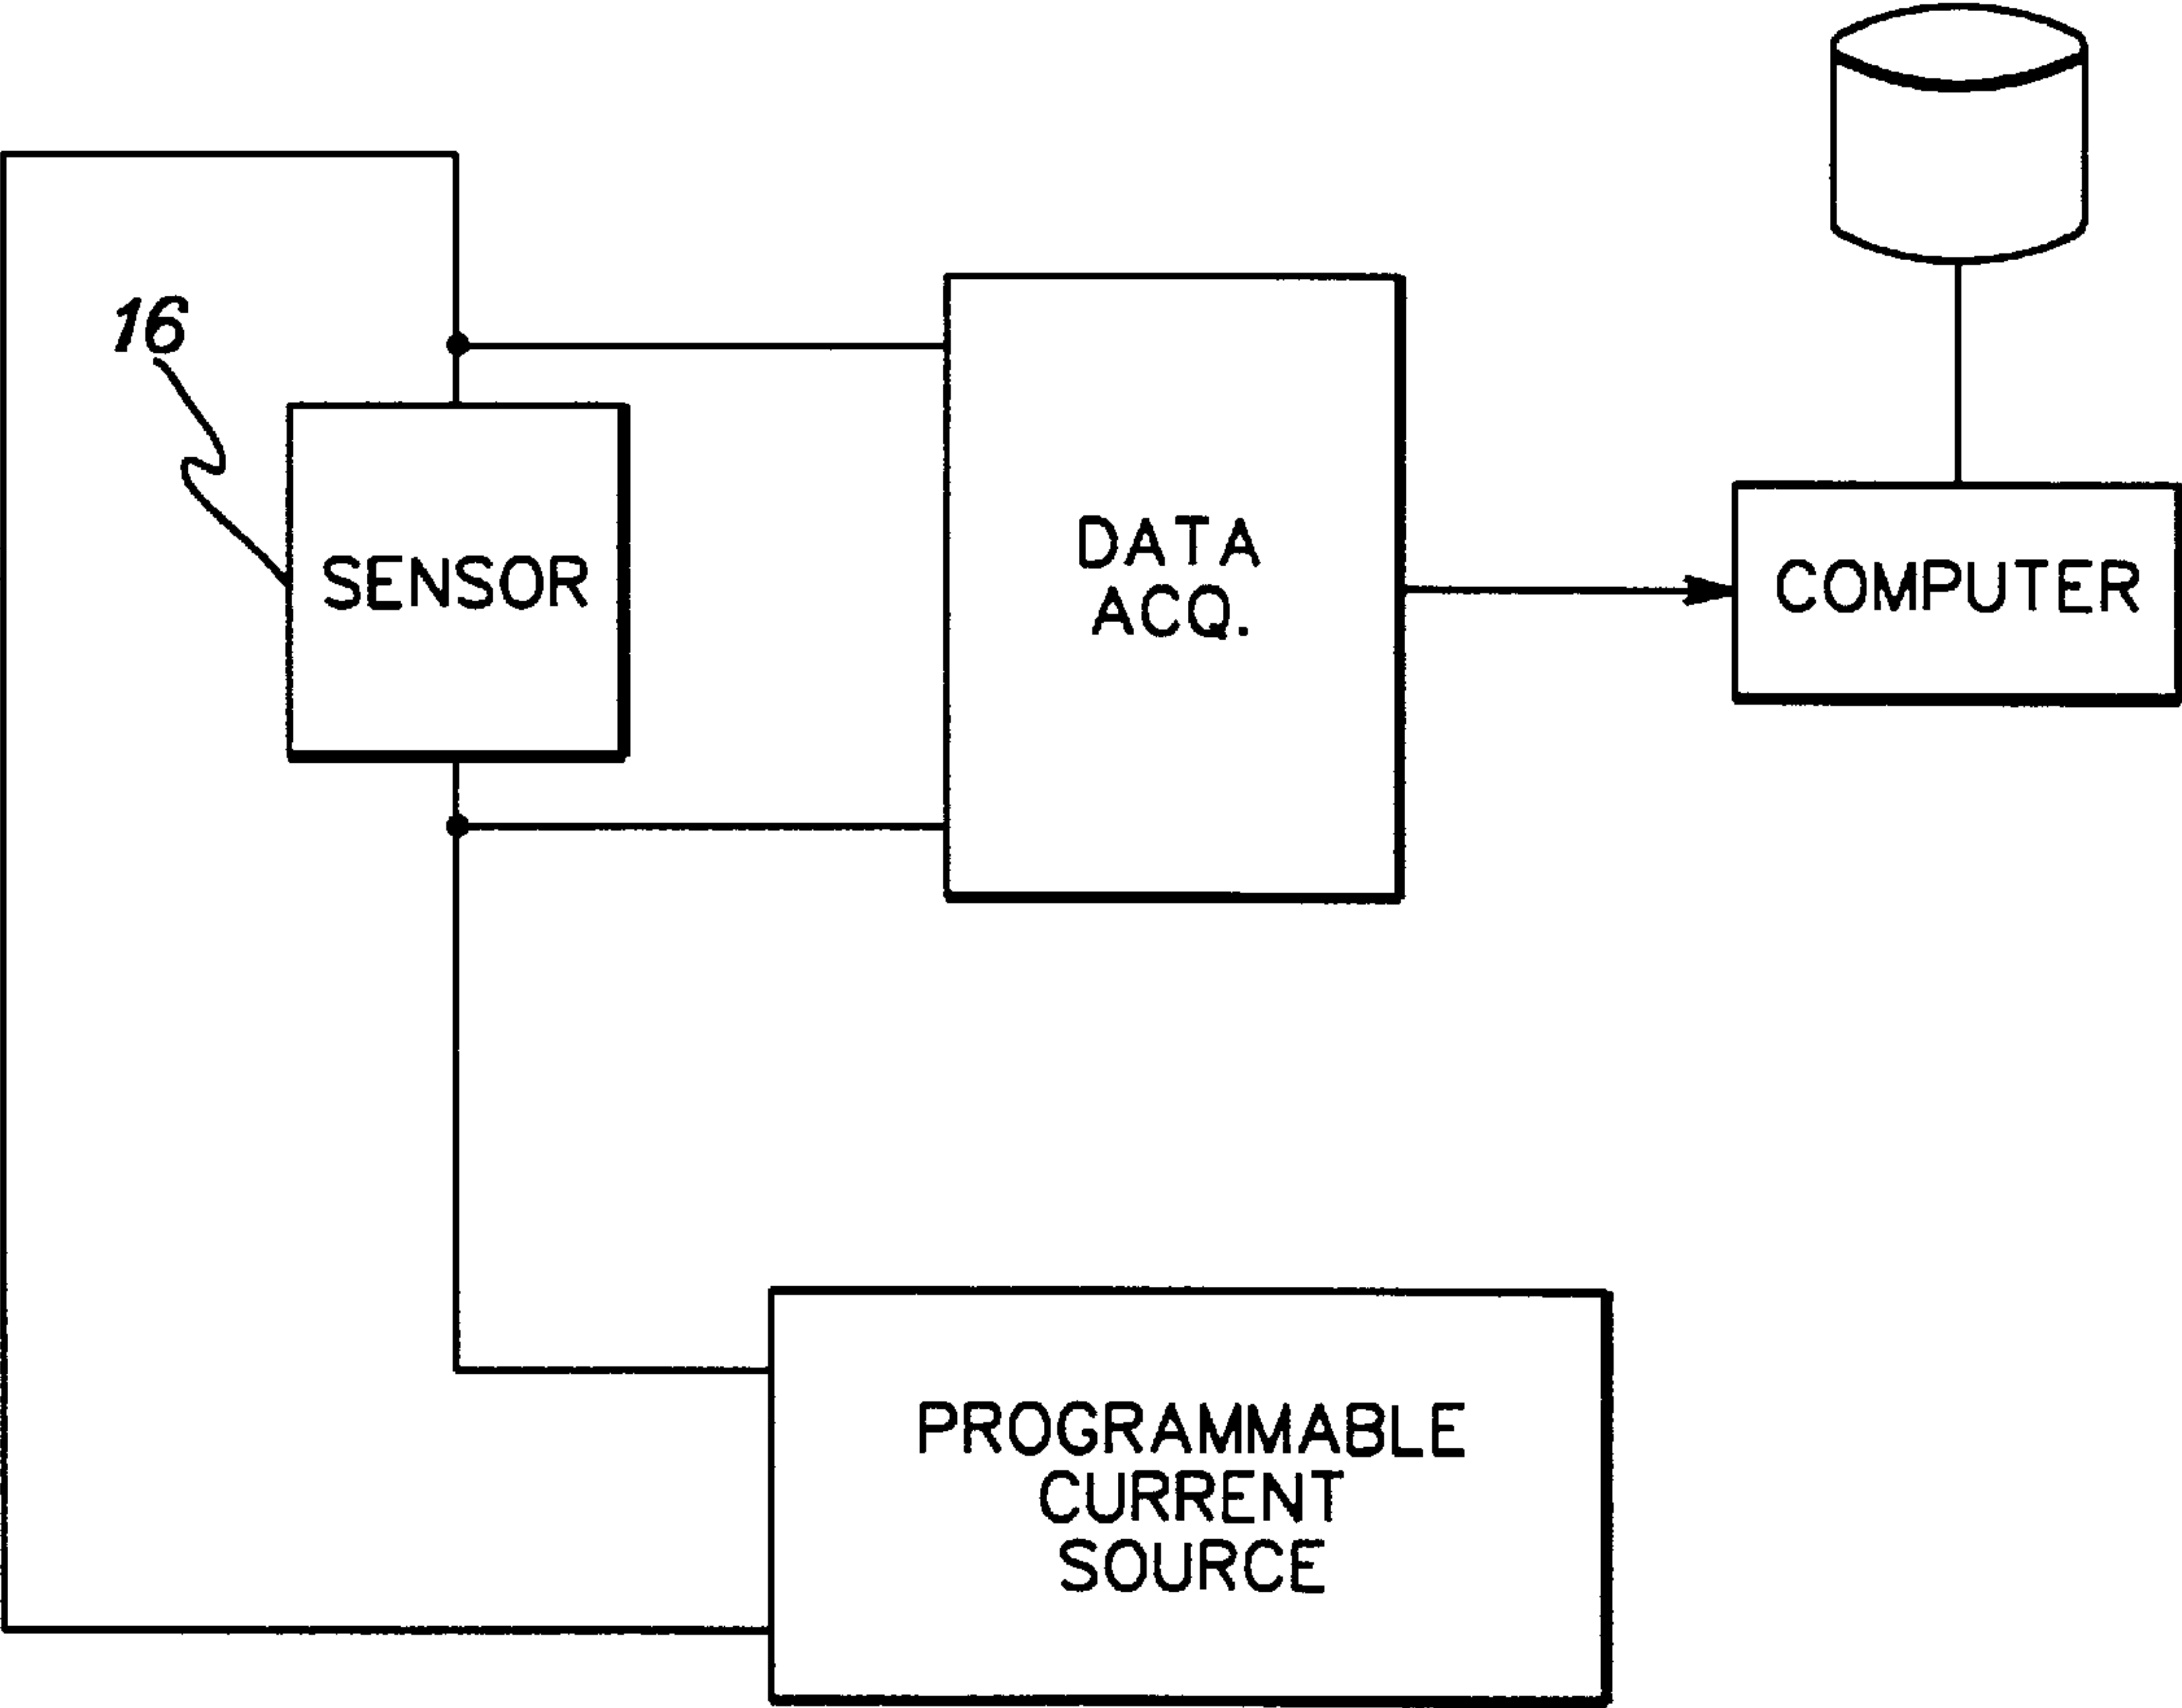 16
SENSOR
DATA
ACQ.
COMPUTER
PROGRAMMABLE
CURRENT
SOURCE